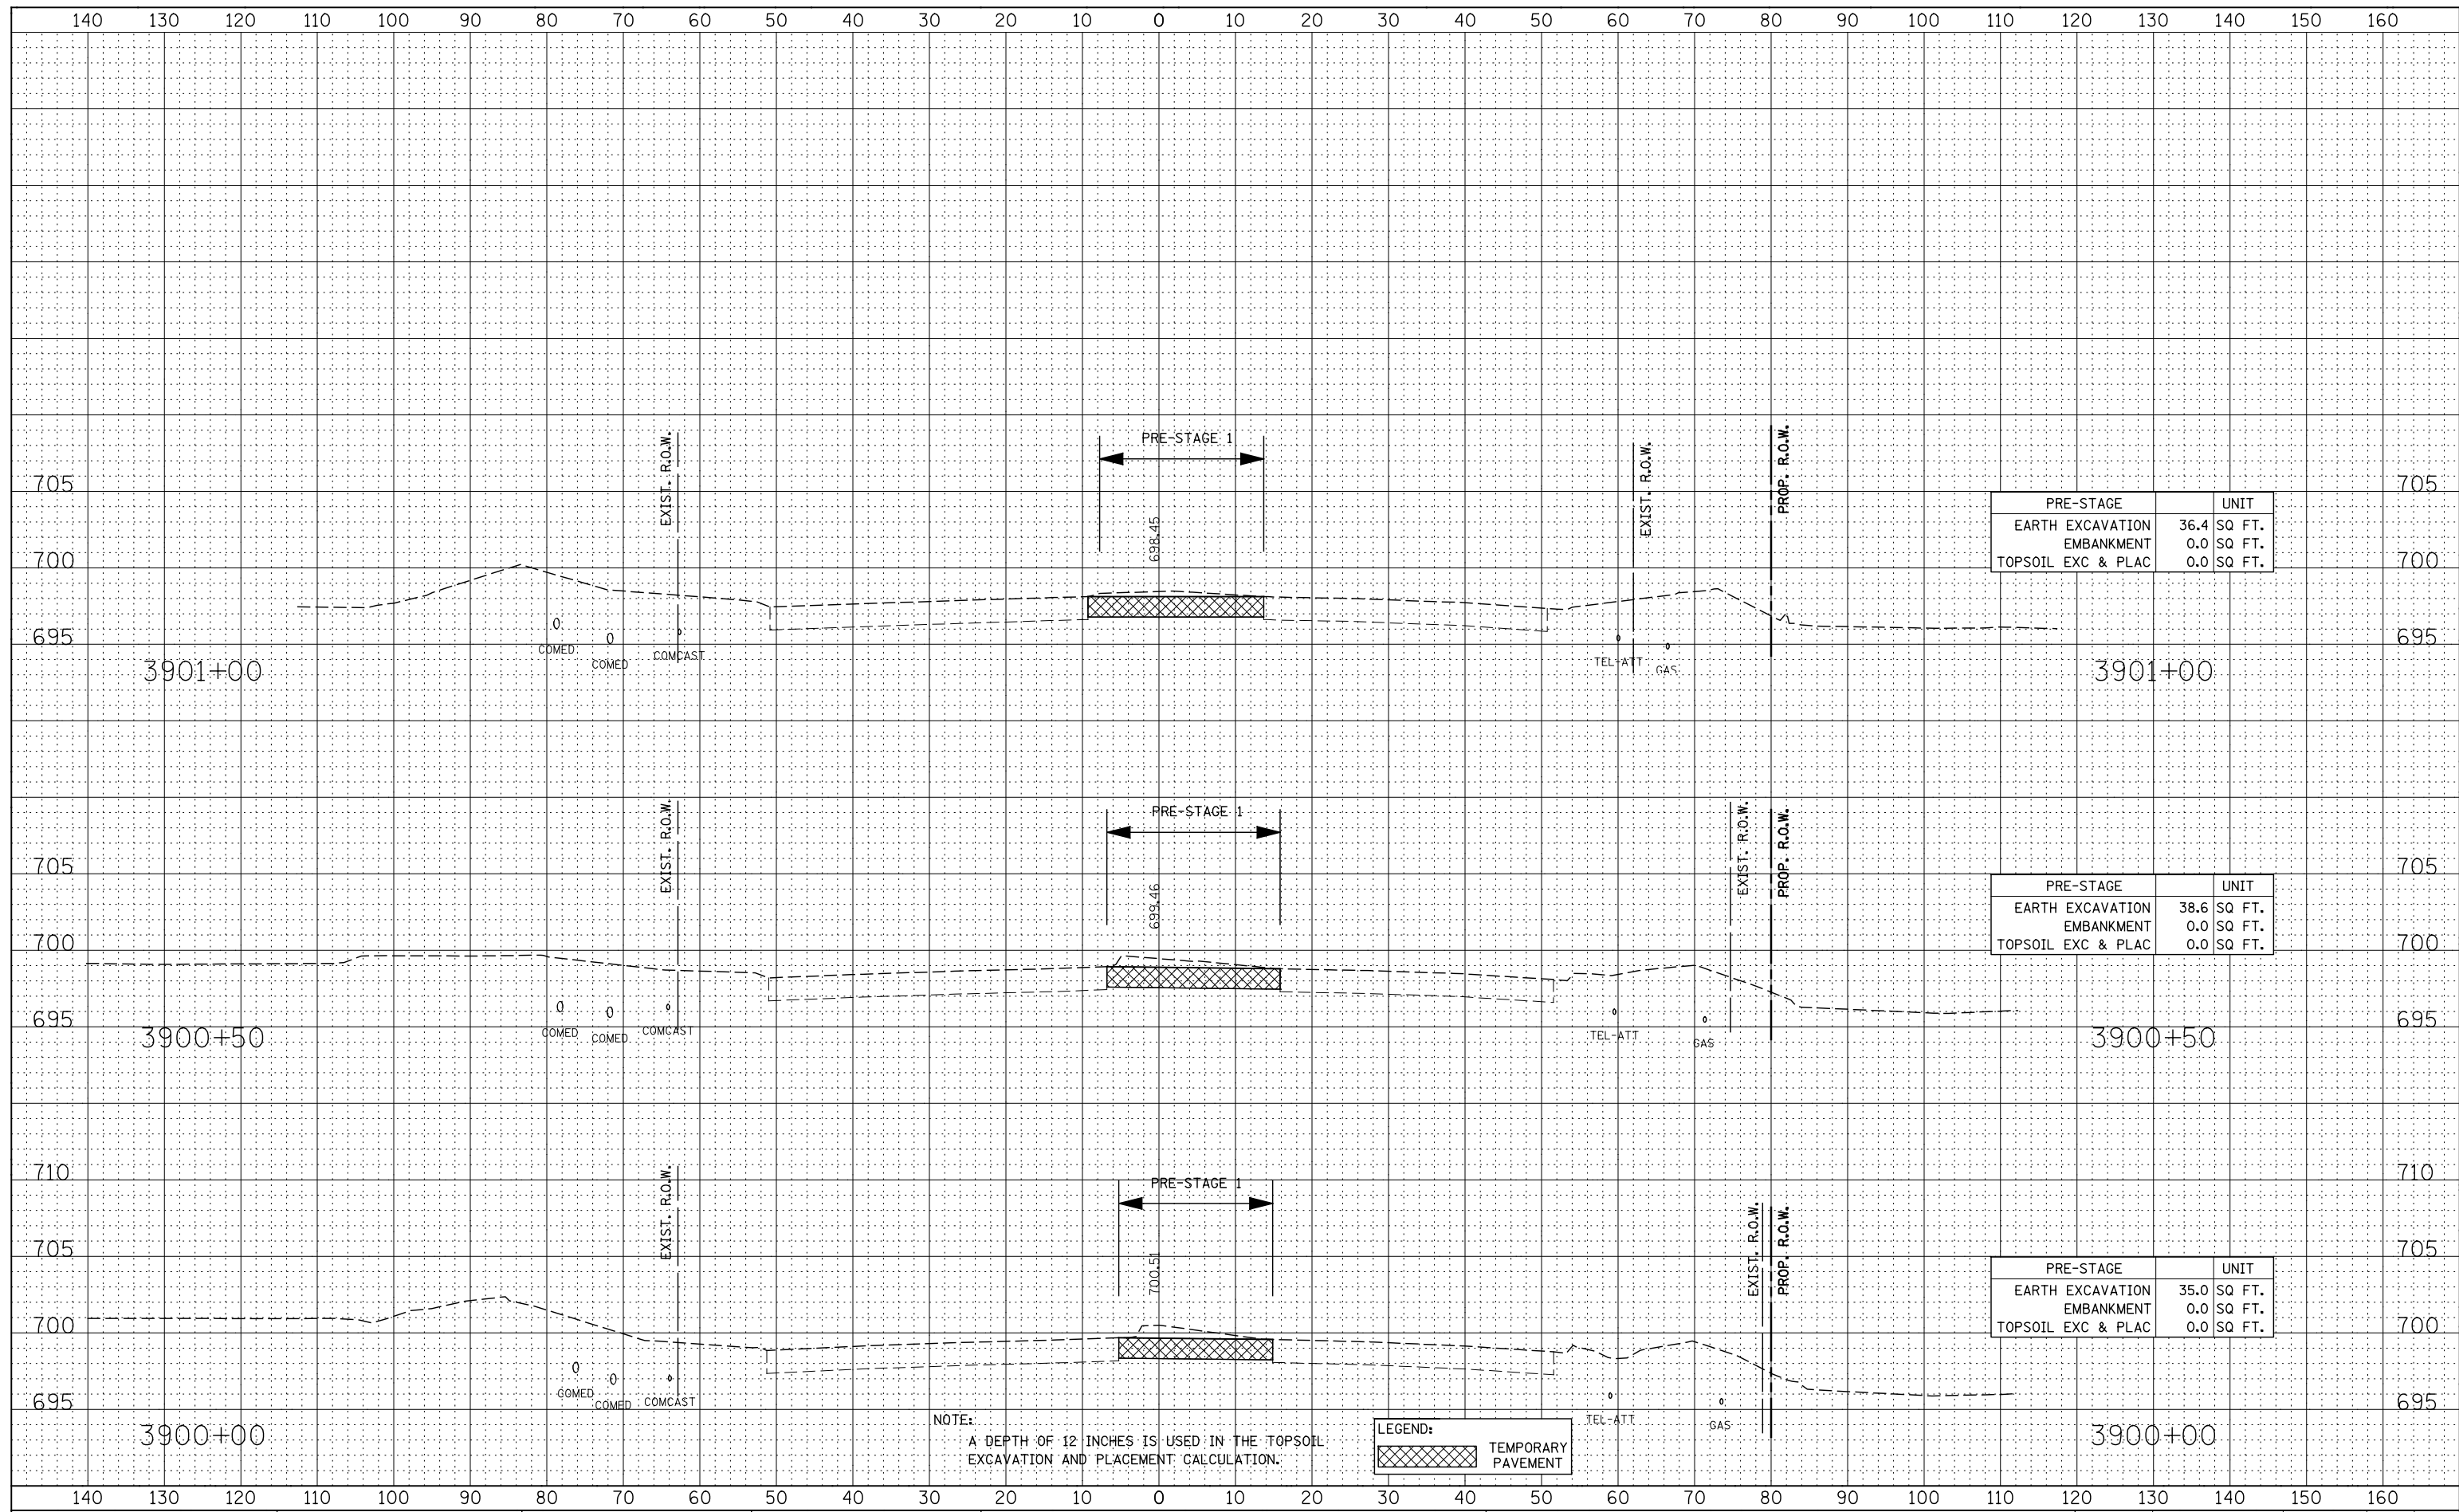 140 130 120 110 100 90 80 70 60 50 40 30 20 10 0 10 20 30 40 50 60 70 80 90 100 110 120 130 140 150 160
PRE-STAGE 1
EXIST. R.O.W.
EXIST. R.O.W.
PROP. R.O.W.
705 705
698.45
PRE-STAGE UNIT
EARTH EXCAVATION 36.4 SQ FT.
EMBANKMENT 0.0 SQ FT.
TOPSOIL EXC & PLAC 0.0 SQ FT.
700 700
695 695
COMED
COMED
COMCAST
TEL-ATT
GAS
3901+00 3901+00
PRE-STAGE 1
EXIST. R.O.W.
EXIST. R.O.W.
PROP. R.O.W.
705 705
699.46
PRE-STAGE UNIT
EARTH EXCAVATION 38.6 SQ FT.
EMBANKMENT 0.0 SQ FT.
TOPSOIL EXC & PLAC 0.0 SQ FT.
700 700
695 695
COMED
COMED
COMCAST
TEL-ATT
GAS
3900+50 3900+50
710 710
PRE-STAGE 1
EXIST. R.O.W.
EXIST. R.O.W.
PROP. R.O.W.
705 705
700.51
PRE-STAGE UNIT
EARTH EXCAVATION 35.0 SQ FT.
EMBANKMENT 0.0 SQ FT.
TOPSOIL EXC & PLAC 0.0 SQ FT.
700 700
695 695
COMED
COMED
COMCAST
TEL-ATT
GAS
3900+00 3900+00
NOTE:
A DEPTH OF 12 INCHES IS USED IN THE TOPSOIL
EXCAVATION AND PLACEMENT CALCULATION.
LEGEND:
TEMPORARY
PAVEMENT
140 130 120 110 100 90 80 70 60 50 40 30 20 10 0 10 20 30 40 50 60 70 80 90 100 110 120 130 140 150 160